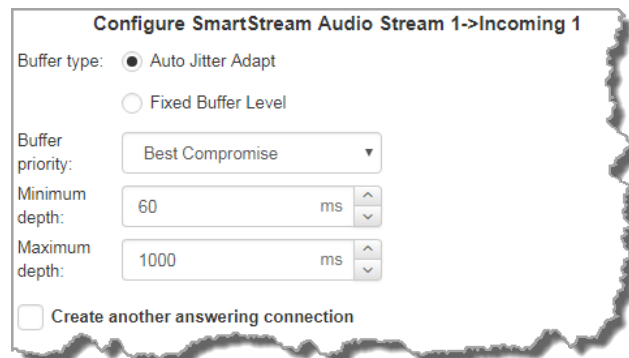 Configure SmartStream Audio Stream 1->Incoming 1
Buffer type: Auto Jitter Adapt
Fixed Buffer Level
Buffer
priority: Best Compromise
Minimum
depth: 60 ms
Maximum
depth: 1000 ms
Create another answering connection